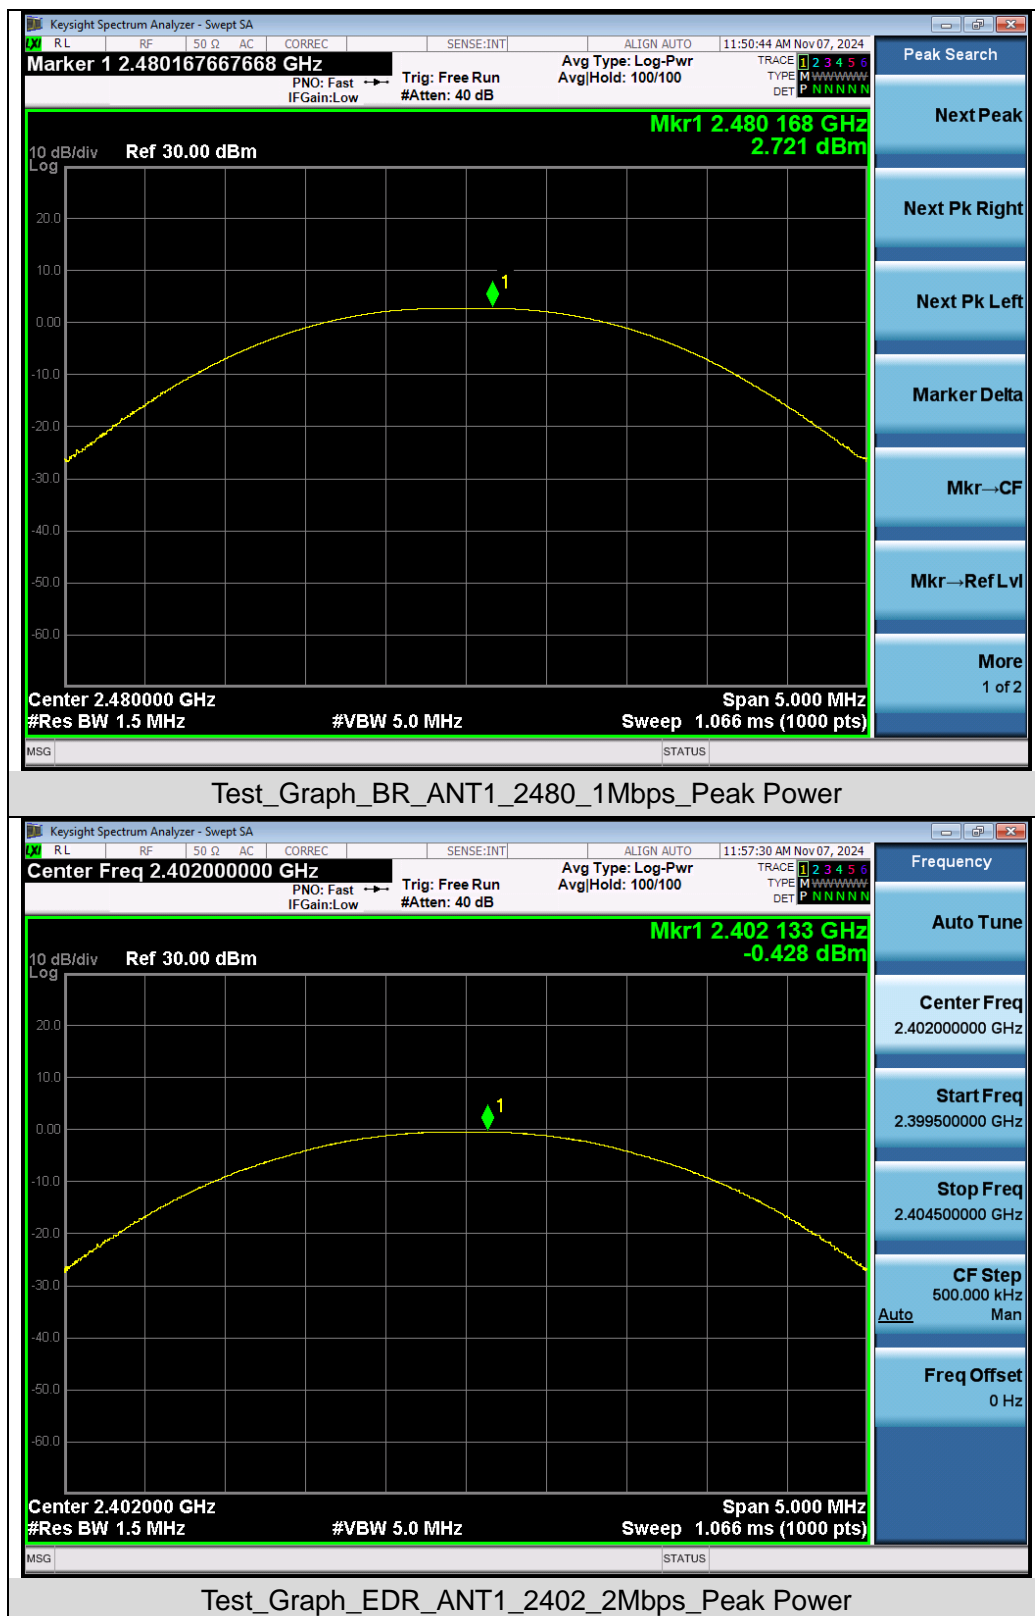 Keysight Spectrum Analyzer - Swept SA
LXI RL RF 50 Ω AC CORREC SENSE:INT ALIGN AUTO 11:50:44 AM Nov 07, 2024
Marker 1 2.480167667668 GHz
PNO: Fast
IFGain:Low
Trig: Free Run
#Atten: 40 dB
Avg Type: Log-Pwr
Avg|Hold: 100/100
TRACE 1 2 3 4 5 6
TYPE M WWWWW
DET P N N N N N
Mkr1 2.480 168 GHz
2.721 dBm
10 dB/div Ref 30.00 dBm
Log
20.0
10.0
1
0.00
-10.0
-20.0
-30.0
-40.0
-50.0
-60.0
Center 2.480000 GHz Span 5.000 MHz
#Res BW 1.5 MHz #VBW 5.0 MHz Sweep 1.066 ms (1000 pts)
MSG STATUS
Peak Search
Next Peak
Next Pk Right
Next Pk Left
Marker Delta
Mkr→CF
Mkr→Ref Lvl
More
1 of 2
Test_Graph_BR_ANT1_2480_1Mbps_Peak Power
Keysight Spectrum Analyzer - Swept SA
LXI RL RF 50 Ω AC CORREC SENSE:INT ALIGN AUTO 11:57:30 AM Nov 07, 2024
Center Freq 2.402000000 GHz
PNO: Fast
IFGain:Low
Trig: Free Run
#Atten: 40 dB
Avg Type: Log-Pwr
Avg|Hold: 100/100
TRACE 1 2 3 4 5 6
TYPE M WWWWW
DET P N N N N N
Mkr1 2.402 133 GHz
-0.428 dBm
10 dB/div Ref 30.00 dBm
Log
20.0
10.0
1
0.00
-10.0
-20.0
-30.0
-40.0
-50.0
-60.0
Center 2.402000 GHz Span 5.000 MHz
#Res BW 1.5 MHz #VBW 5.0 MHz Sweep 1.066 ms (1000 pts)
MSG STATUS
Frequency
Auto Tune
Center Freq
2.402000000 GHz
Start Freq
2.399500000 GHz
Stop Freq
2.404500000 GHz
CF Step
500.000 kHz
Auto Man
Freq Offset
0 Hz
Test_Graph_EDR_ANT1_2402_2Mbps_Peak Power